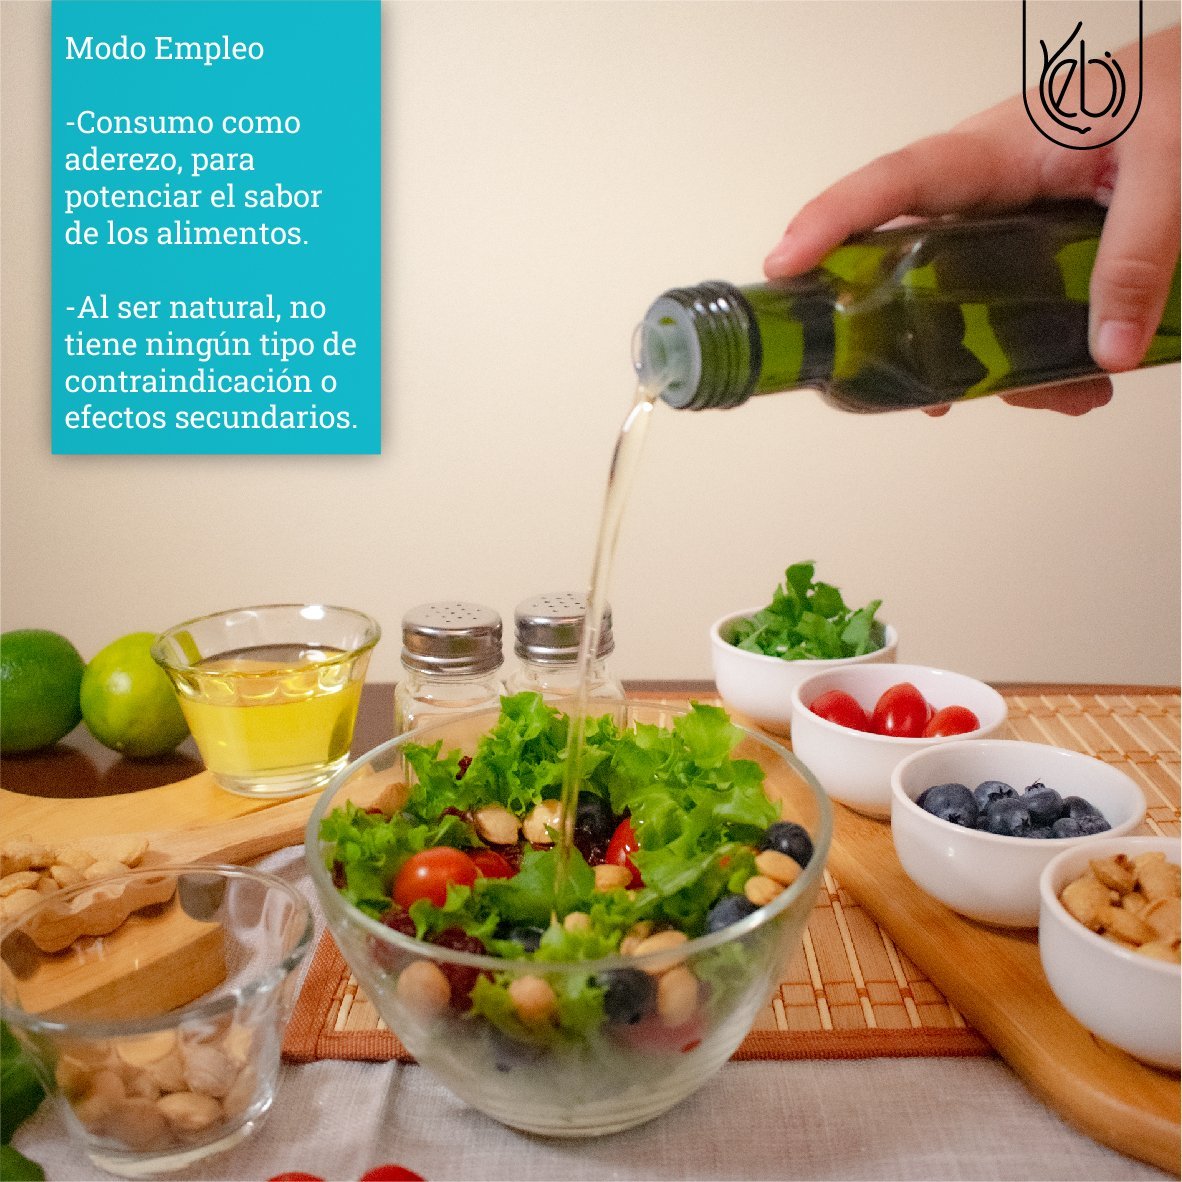 Modo Empleo
-Consumo como
aderezo, para
potenciar el sabor
de los alimentos.
-Al ser natural, no
tiene ningún tipo de
contraindicación o
efectos secundarios.
Yebi